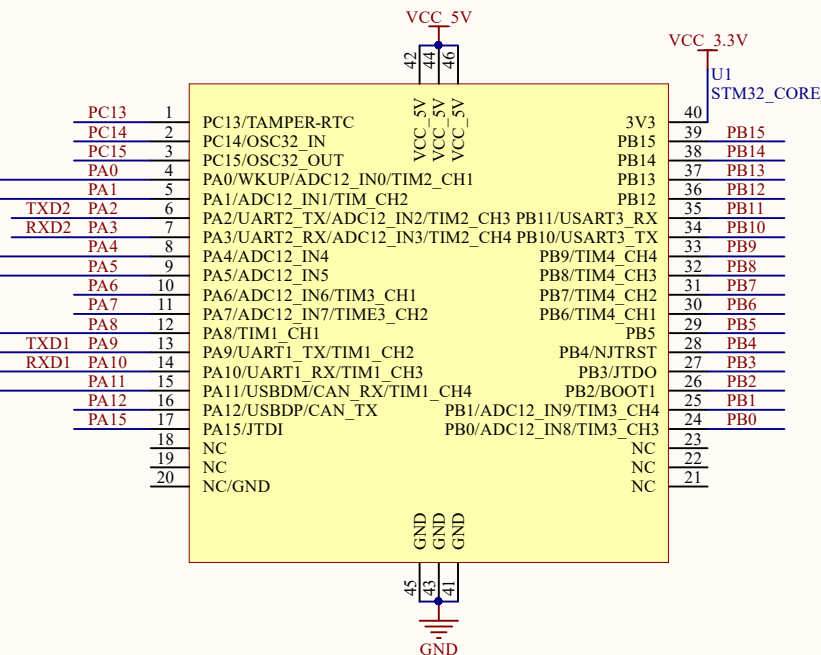 VCC_5V
VCC_3.3V
42 44 46
U1
STM32_CORE
VCC_5V VCC_5V VCC_5V
PC13 1 PC13/TAMPER-RTC 3V3 40
PC14 2 PC14/OSC32_IN PB15 39 PB15
PC15 3 PC15/OSC32_OUT PB14 38 PB14
PA0 4 PA0/WKUP/ADC12_IN0/TIM2_CH1 PB13 37 PB13
PA1 5 PA1/ADC12_IN1/TIM_CH2 PB12 36 PB12
TXD2 PA2 6 PA2/UART2_TX/ADC12_IN2/TIM2_CH3 PB11/USART3_RX 35 PB11
RXD2 PA3 7 PA3/UART2_RX/ADC12_IN3/TIM2_CH4 PB10/USART3_TX 34 PB10
PA4 8 PA4/ADC12_IN4 PB9/TIM4_CH4 33 PB9
PA5 9 PA5/ADC12_IN5 PB8/TIM4_CH3 32 PB8
PA6 10 PA6/ADC12_IN6/TIM3_CH1 PB7/TIM4_CH2 31 PB7
PA7 11 PA7/ADC12_IN7/TIME3_CH2 PB6/TIM4_CH1 30 PB6
PA8 12 PA8/TIM1_CH1 PB5 29 PB5
TXD1 PA9 13 PA9/UART1_TX/TIM1_CH2 PB4/NJTRST 28 PB4
RXD1 PA10 14 PA10/UART1_RX/TIM1_CH3 PB3/JTDO 27 PB3
PA11 15 PA11/USBDM/CAN_RX/TIM1_CH4 PB2/BOOT1 26 PB2
PA12 16 PA12/USBDP/CAN_TX PB1/ADC12_IN9/TIM3_CH4 25 PB1
PA15 17 PA15/JTDI PB0/ADC12_IN8/TIM3_CH3 24 PB0
18 NC NC 23
19 NC NC 22
20 NC/GND NC 21
GND GND GND
45 43 41
GND